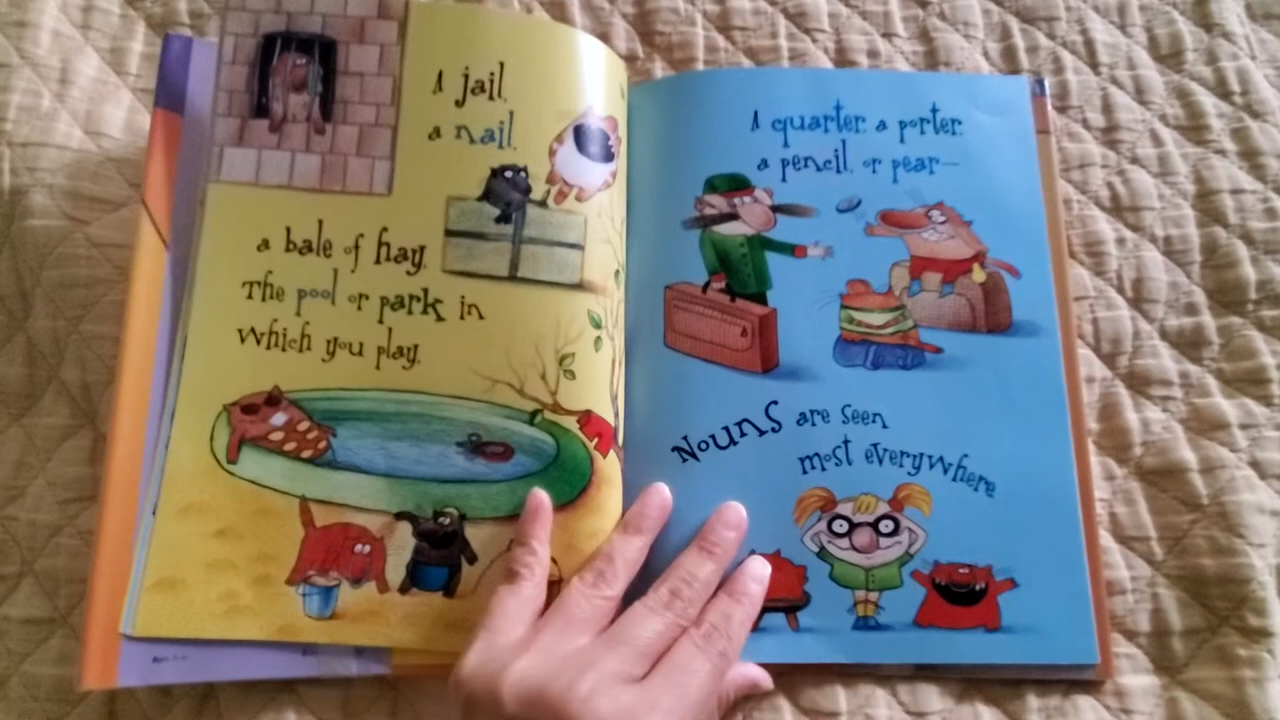 A jail,
a nail,
a bale of hay.
The pool or park in
which you play.
A quarter, a porter,
a pencil, or pear—
Nouns are seen
most everywhere